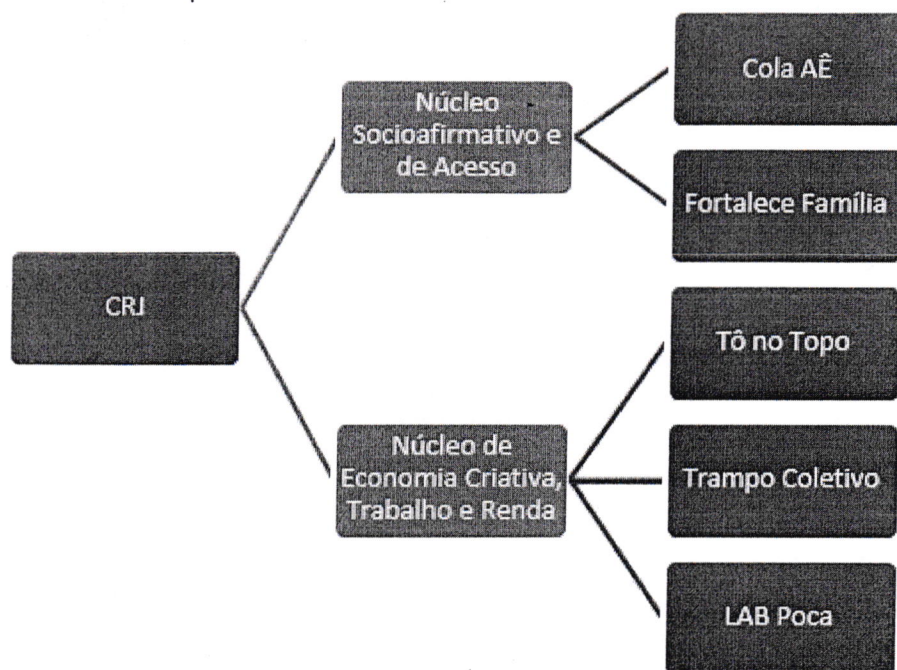 CRJ
Núcleo
Socioafirmativo e
de Acesso
Cola AÊ
Fortalece Família
Núcleo de
Economia Criativa,
Trabalho e Renda
Tô no Topo
Trampo Coletivo
LAB Poca